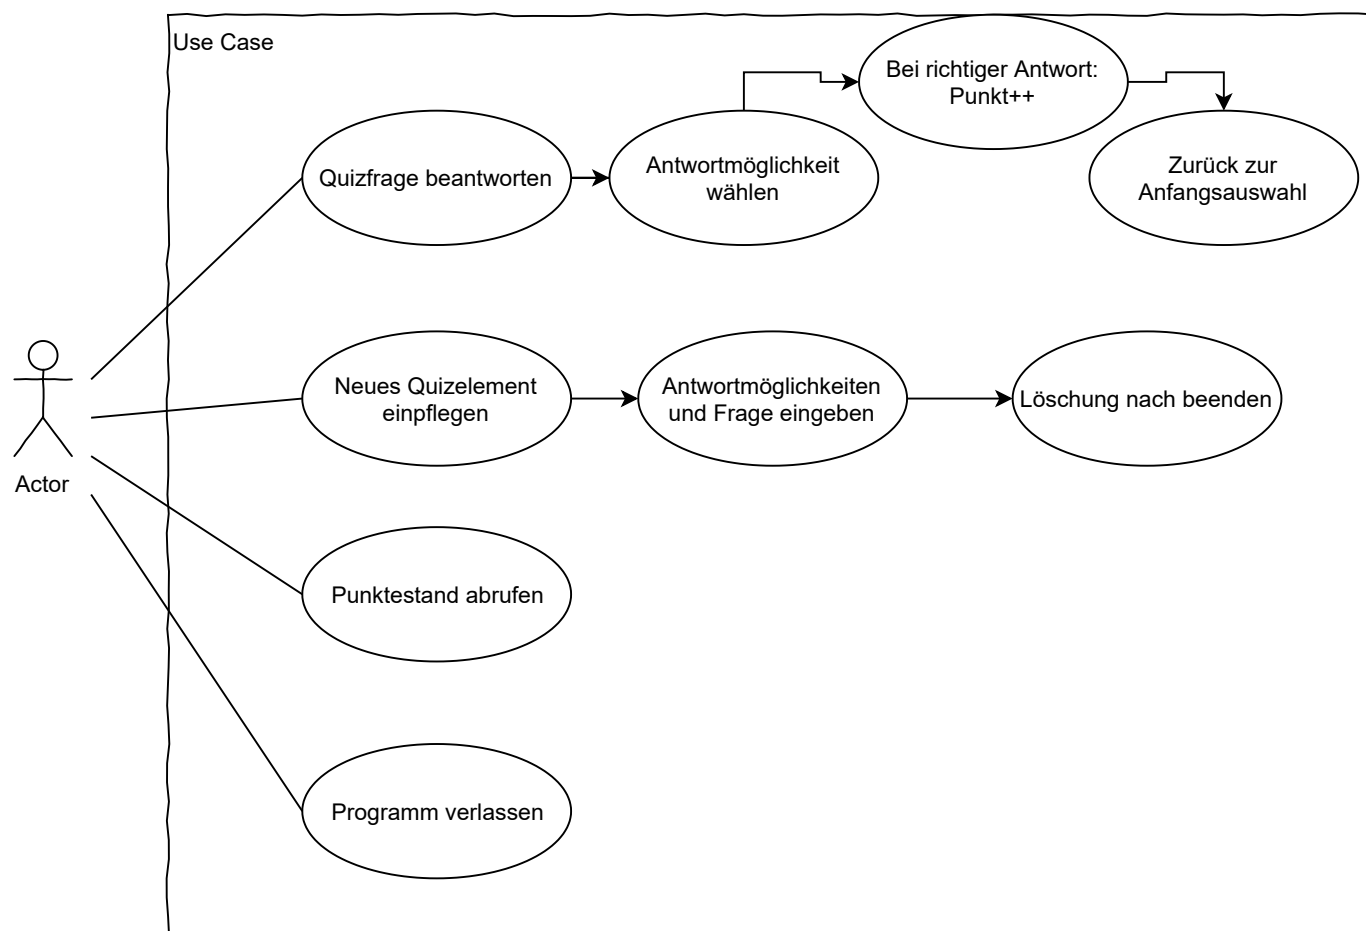 Use Case
Bei richtiger Antwort:
Punkt++
Quizfrage beantworten
Antwortmöglichkeit
wählen
Zurück zur
Anfangsauswahl
Neues Quizelement
einpflegen
Antwortmöglichkeiten
und Frage eingeben
Löschung nach beenden
Actor
Punktestand abrufen
Programm verlassen